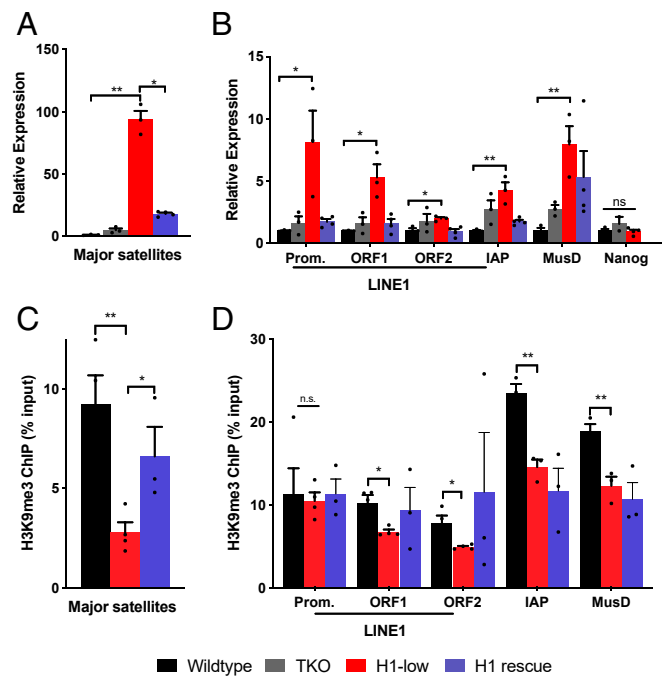 A
Relative Expression
150
100
50
0
**
*
Major satellites
B
Relative Expression
15
10
5
0
*
*
*
**
**
ns
Prom. ORF1 ORF2 IAP MusD Nanog
LINE1
C
H3K9me3 ChIP (% input)
10
5
0
**
*
Major satellites
D
H3K9me3 ChIP (% input)
30
20
10
0
n.s.
*
*
**
**
Prom. ORF1 ORF2 IAP MusD
LINE1
Wildtype TKO H1-low H1 rescue